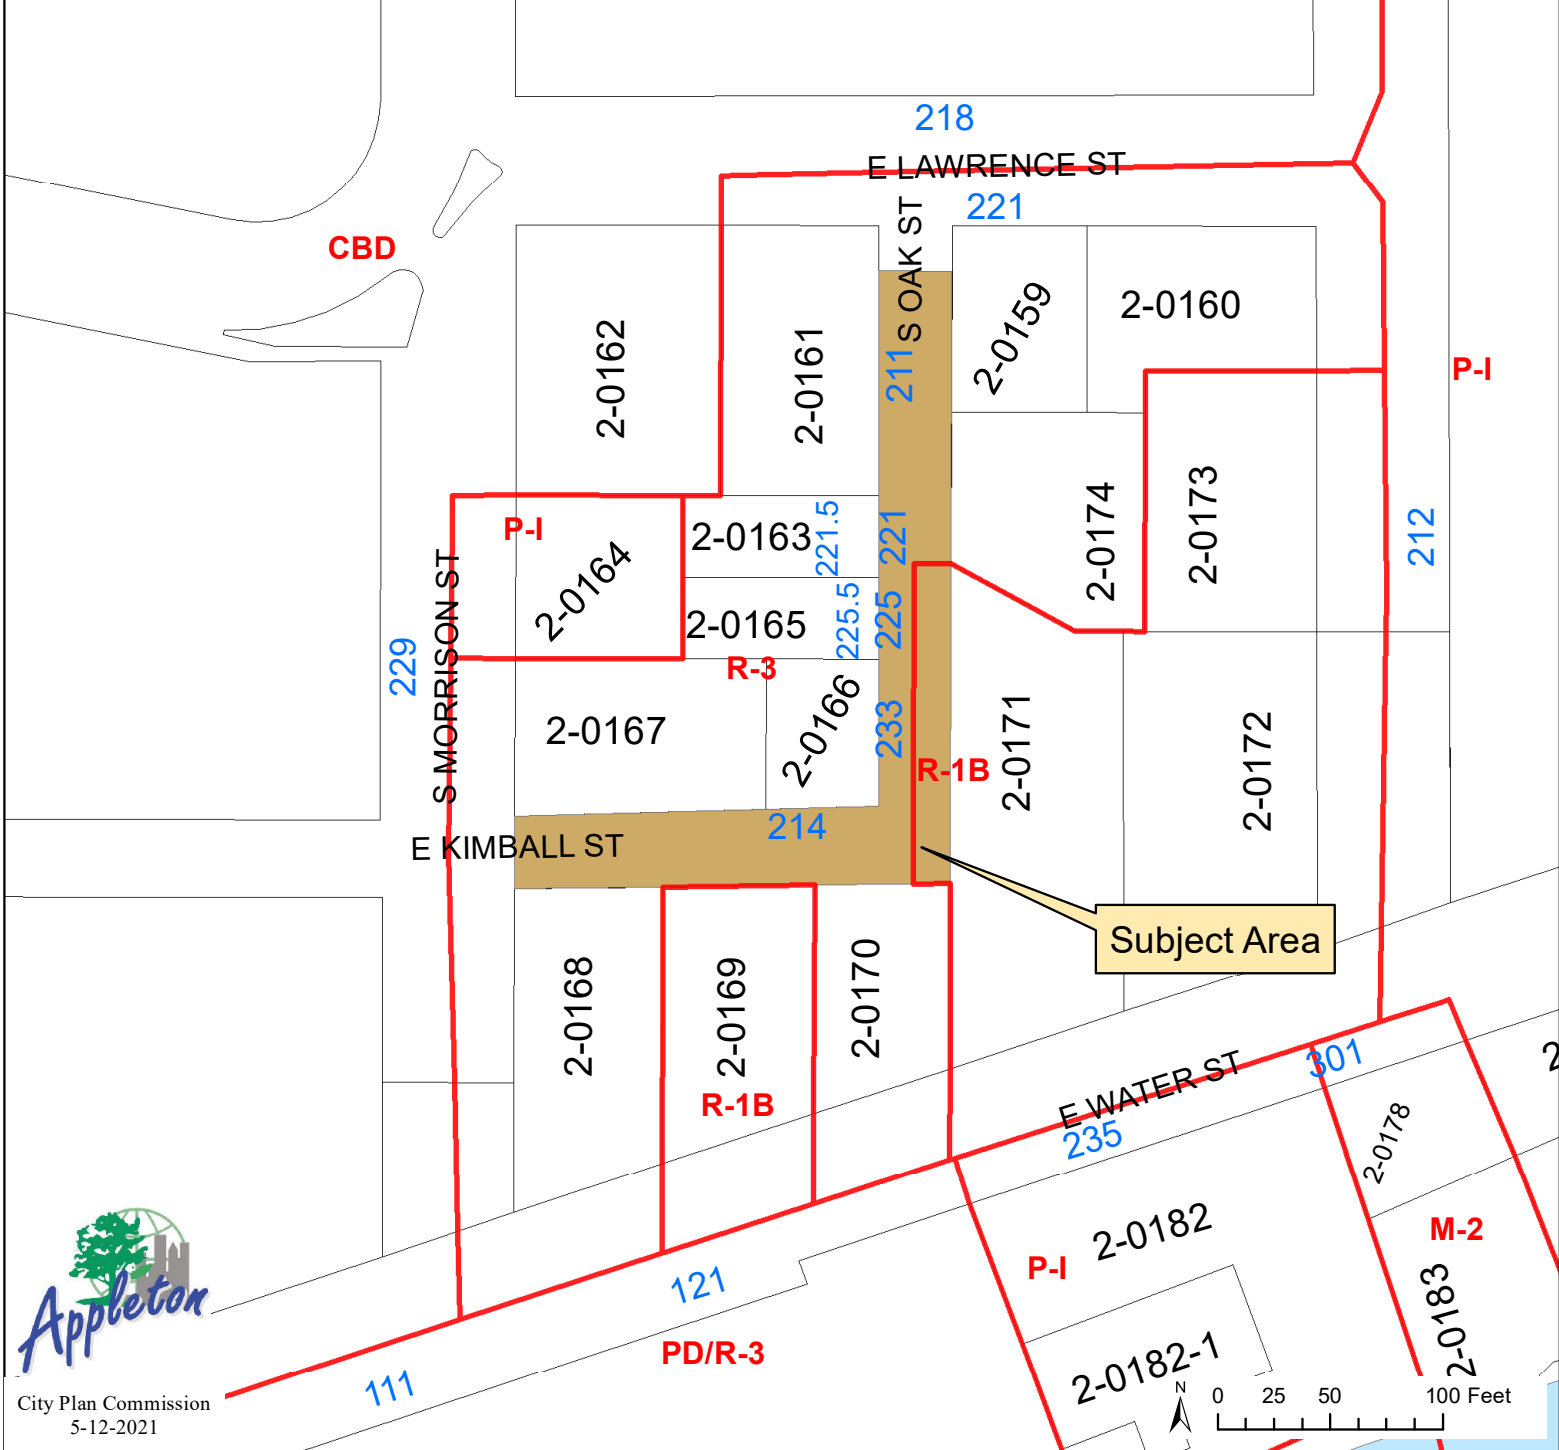 218
E LAWRENCE ST
221
S OAK ST
CBD
2-0162
2-0161
211
2-0159
2-0160
P-I
P-I
2-0164
2-0163
221.5
221
2-0174
2-0173
212
S MORRISON ST
229
2-0165
225.5
225
R-3
2-0167
2-0166
233
R-1B
2-0171
2-0172
E KIMBALL ST
214
Subject Area
2-0168
2-0169
2-0170
R-1B
E WATER ST
301
235
2-0178
2-0182
P-I
M-2
2-0183
2-0182-1
121
PD/R-3
111
Appleton
City Plan Commission
5-12-2021
N
0 25 50 100 Feet